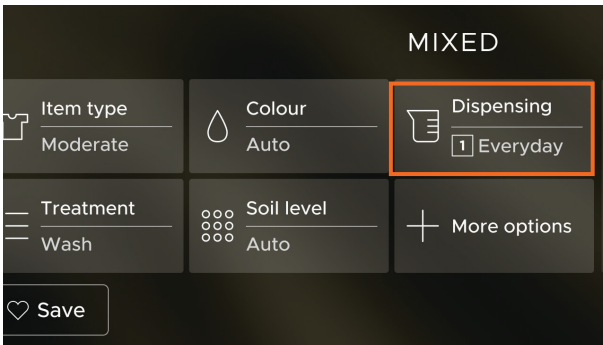 MIXED
Item type
Moderate
Colour
Auto
Dispensing
1 Everyday
Treatment
Wash
Soil level
Auto
More options
Save